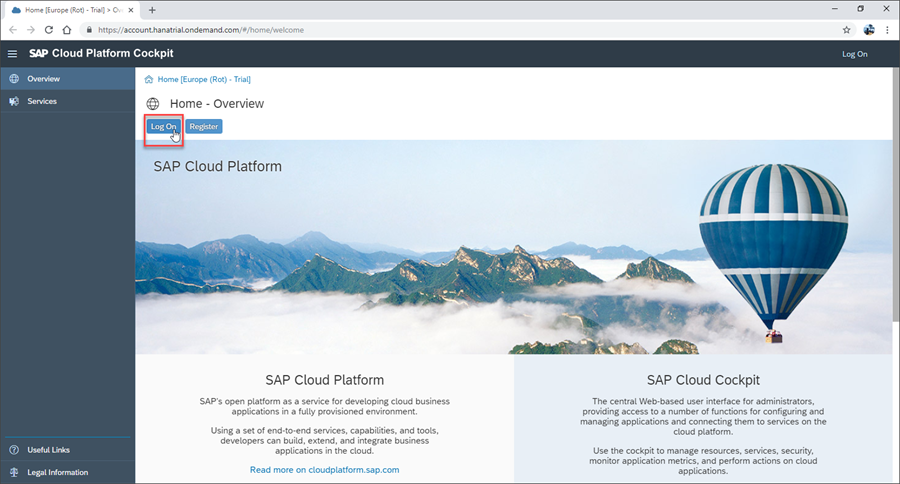 Home [Europe (Rot) - Trial] > Ov
https://account.hanatrial.ondemand.com/#/home/welcome
SAP Cloud Platform Cockpit
Log On
Overview
Services
Home [Europe (Rot) - Trial]
Home - Overview
Log On
Register
SAP Cloud Platform
SAP Cloud Platform
SAP's open platform as a service for developing cloud business
applications in a fully provisioned environment.
Using a set of end-to-end services, capabilities, and tools,
developers can build, extend, and integrate business
applications in the cloud.
Read more on cloudplatform.sap.com
SAP Cloud Cockpit
The central Web-based user interface for administrators,
providing access to a number of functions for configuring and
managing applications and connecting them to services on the
cloud platform.
Use the cockpit to manage resources, services, security,
monitor application metrics, and perform actions on cloud
applications.
Useful Links
Legal Information